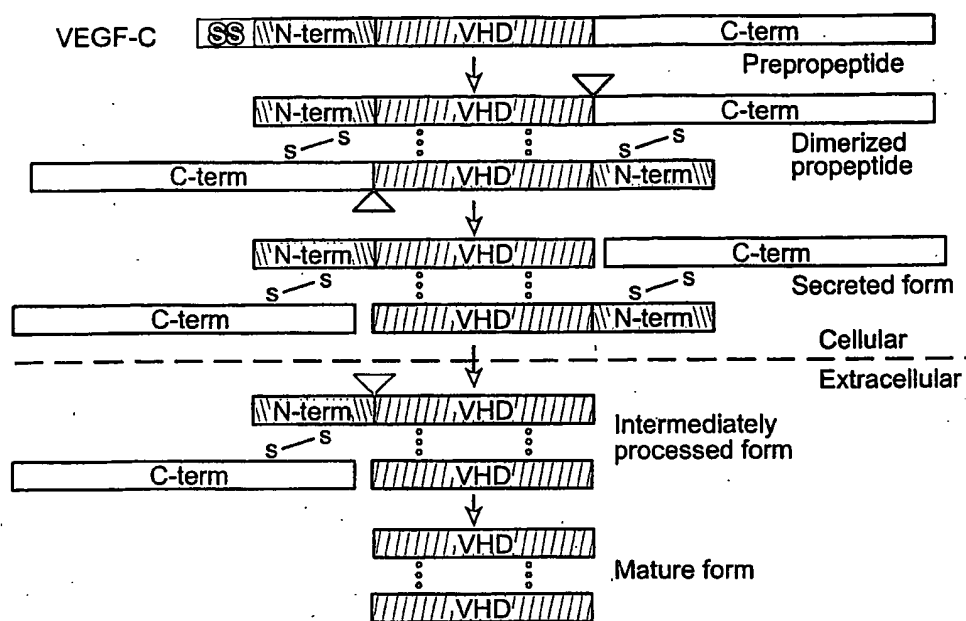 VEGF-C SS N-term VHD C-term
Prepropeptide
N-term VHD C-term
S S S S
Dimerized
propeptide
C-term VHD N-term
N-term VHD C-term
S S S S
Secreted form
C-term VHD N-term
Cellular
Extracellular
N-term VHD
S S
Intermediately
processed form
C-term VHD
VHD
Mature form
VHD